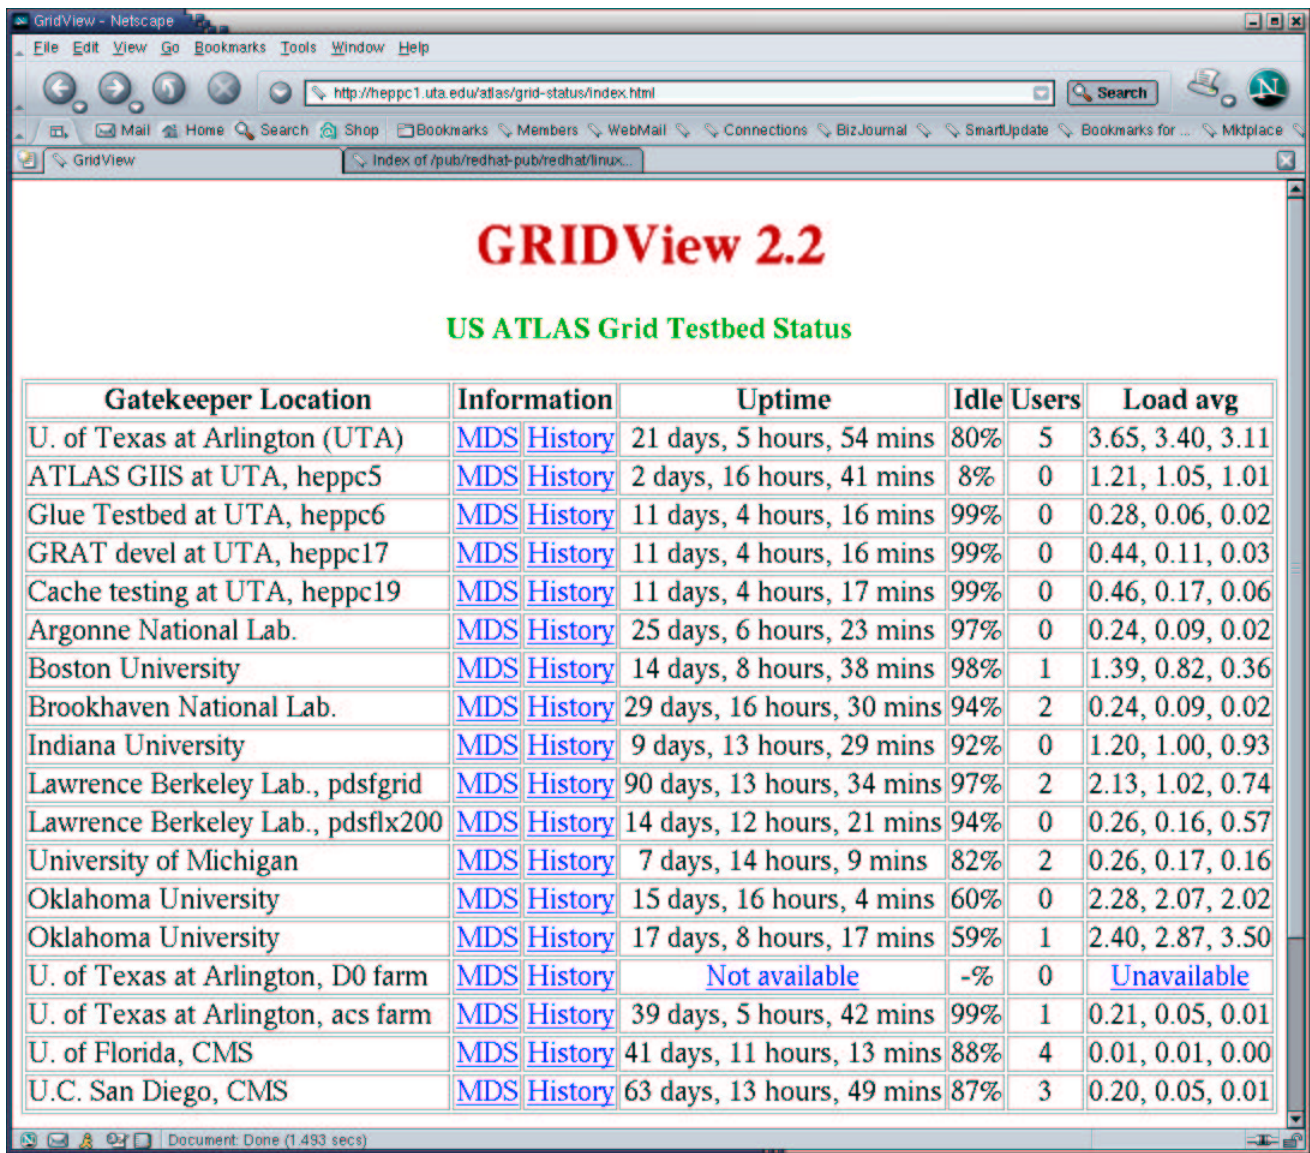 GridView - Netscape
File Edit View Go Bookmarks Tools Window Help
http://heppc1.uta.edu/atlas/grid-status/index.html Search N
Mail Home Search Shop Bookmarks Members WebMail Connections BizJournal SmartUpdate Bookmarks for ... Mktplace
GridView Index of /pub/redhat-pub/redhat/linux...
GRIDView 2.2
US ATLAS Grid Testbed Status
Gatekeeper Location Information Uptime Idle Users Load avg
U. of Texas at Arlington (UTA) MDS History 21 days, 5 hours, 54 mins 80% 5 3.65, 3.40, 3.11
ATLAS GIIS at UTA, heppc5 MDS History 2 days, 16 hours, 41 mins 8% 0 1.21, 1.05, 1.01
Glue Testbed at UTA, heppc6 MDS History 11 days, 4 hours, 16 mins 99% 0 0.28, 0.06, 0.02
GRAT devel at UTA, heppc17 MDS History 11 days, 4 hours, 16 mins 99% 0 0.44, 0.11, 0.03
Cache testing at UTA, heppc19 MDS History 11 days, 4 hours, 17 mins 99% 0 0.46, 0.17, 0.06
Argonne National Lab. MDS History 25 days, 6 hours, 23 mins 97% 0 0.24, 0.09, 0.02
Boston University MDS History 14 days, 8 hours, 38 mins 98% 1 1.39, 0.82, 0.36
Brookhaven National Lab. MDS History 29 days, 16 hours, 30 mins 94% 2 0.24, 0.09, 0.02
Indiana University MDS History 9 days, 13 hours, 29 mins 92% 0 1.20, 1.00, 0.93
Lawrence Berkeley Lab., pdsfgrid MDS History 90 days, 13 hours, 34 mins 97% 2 2.13, 1.02, 0.74
Lawrence Berkeley Lab., pdsflx200 MDS History 14 days, 12 hours, 21 mins 94% 0 0.26, 0.16, 0.57
University of Michigan MDS History 7 days, 14 hours, 9 mins 82% 2 0.26, 0.17, 0.16
Oklahoma University MDS History 15 days, 16 hours, 4 mins 60% 0 2.28, 2.07, 2.02
Oklahoma University MDS History 17 days, 8 hours, 17 mins 59% 1 2.40, 2.87, 3.50
U. of Texas at Arlington, D0 farm MDS History Not available -% 0 Unavailable
U. of Texas at Arlington, acs farm MDS History 39 days, 5 hours, 42 mins 99% 1 0.21, 0.05, 0.01
U. of Florida, CMS MDS History 41 days, 11 hours, 13 mins 88% 4 0.01, 0.01, 0.00
U.C. San Diego, CMS MDS History 63 days, 13 hours, 49 mins 87% 3 0.20, 0.05, 0.01
Document: Done (1.493 secs)